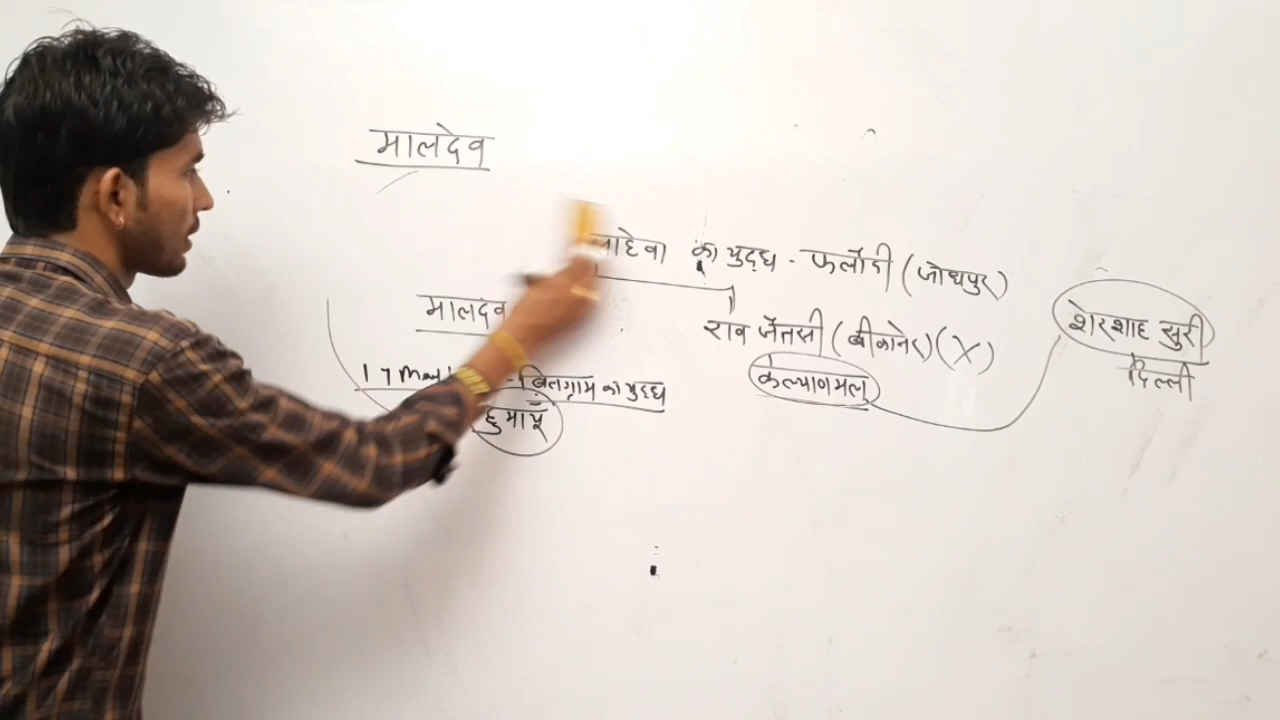 मालदेव
का युद्ध - फलौदी (जोधपुर)
मालदेव
राव जैतसी (बीकानेर) (X)
शेरशाह सुरी
दिल्ली
17 May - बिलग्राम का युद्ध
कल्याणमल
हुमायू